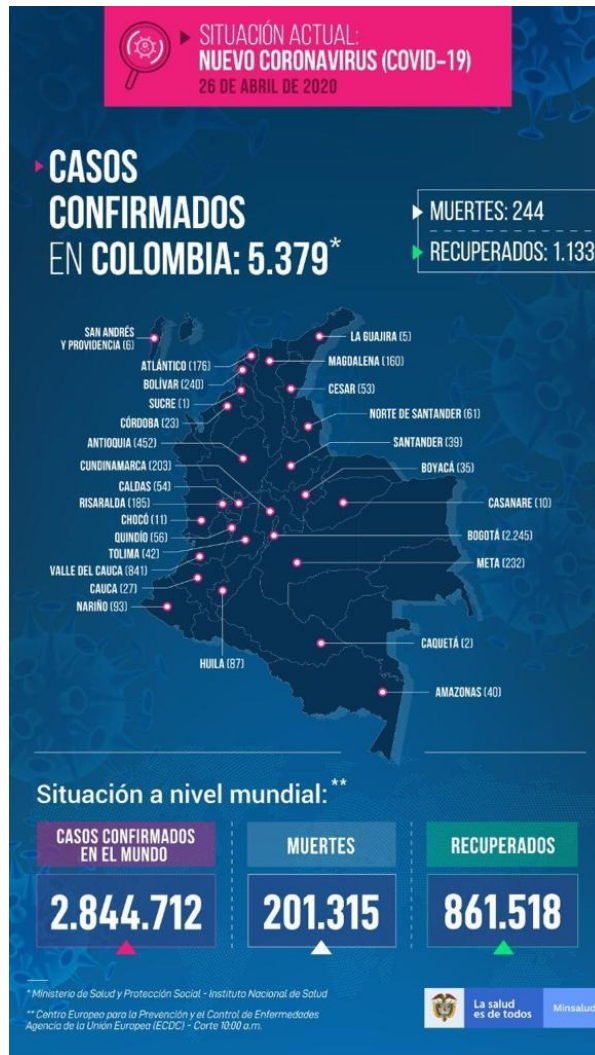 SITUACIÓN ACTUAL:
NUEVO CORONAVIRUS (COVID-19)
26 DE ABRIL DE 2020
CASOS
CONFIRMADOS
EN COLOMBIA: 5.379*
MUERTES: 244
RECUPERADOS: 1.133
SAN ANDRÉS
Y PROVIDENCIA (6)
ATLÁNTICO (176)
BOLÍVAR (240)
SUCRE (1)
CÓRDOBA (23)
ANTIOQUIA (452)
CUNDINAMARCA (203)
CALDAS (54)
RISARALDA (185)
CHOCÓ (11)
QUINDÍO (56)
TOLIMA (42)
VALLE DEL CAUCA (841)
CAUCA (27)
NARIÑO (93)
HUILA (87)
LA GUAJIRA (5)
MAGDALENA (160)
CESAR (53)
NORTE DE SANTANDER (61)
SANTANDER (39)
BOYACÁ (35)
CASANARE (10)
BOGOTÁ (2.245)
META (232)
CAQUETÁ (2)
AMAZONAS (40)
Situación a nivel mundial: **
CASOS CONFIRMADOS
EN EL MUNDO
2.844.712
MUERTES
201.315
RECUPERADOS
861.518
* Ministerio de Salud y Protección Social - Instituto Nacional de Salud
** Centro Europeo para la Prevención y el Control de Enfermedades
Agencia de la Unión Europea (ECDC) - Corte 10:00 a.m.
La salud
es de todos
Minsalud